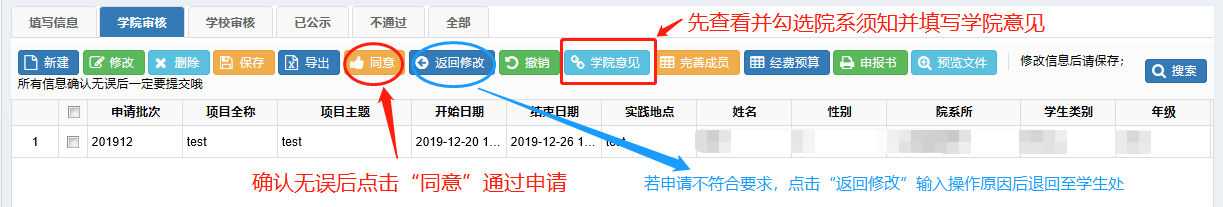 填写信息 学院审核 学校审核 已公示 不通过 全部
先查看并勾选院系须知并填写学院意见
新建 修改 删除 保存 导出 同意 返回修改 撤销 学院意见 完善成员 经费预算 申报书 预览文件 修改信息后请保存；
所有信息确认无误后一定要提交哦 搜索
申请批次 项目全称 项目主题 开始日期 结束日期 实践地点 姓名 性别 院系所 学生类别 年级
1 201912 test test 2019-12-20 1... 2019-12-26 1... test
确认无误后点击“同意”通过申请
若申请不符合要求，点击“返回修改”输入操作原因后退回至学生处